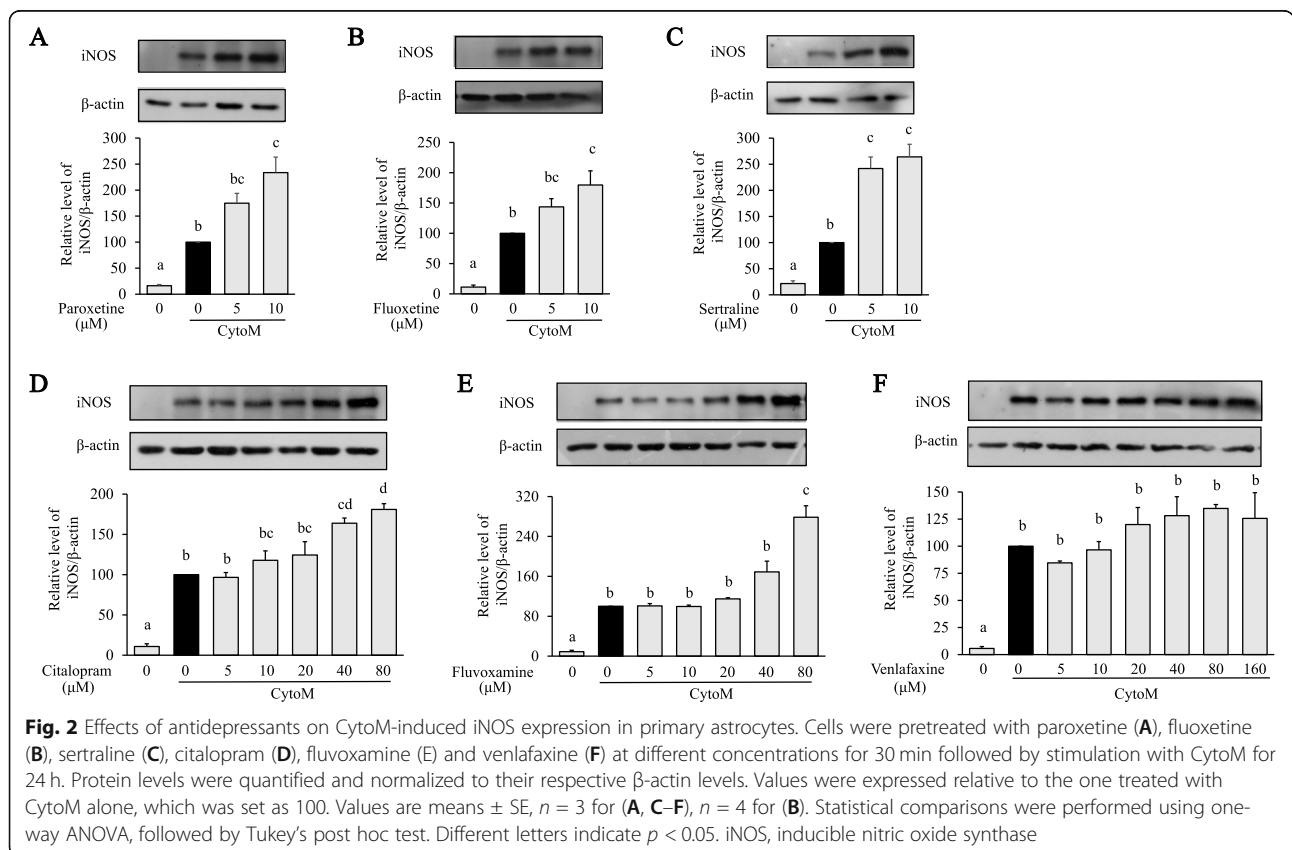 A
iNOS
β-actin
Relative level of
iNOS/β-actin
300
250
200
150
100
50
0
a
b
bc
c
Paroxetine
(μM)
0 0 5 10
CytoM
B
iNOS
β-actin
Relative level of
iNOS/β-actin
250
200
150
100
50
0
a
b
bc
c
Fluoxetine
(μM)
0 0 5 10
CytoM
C
iNOS
β-actin
Relative level of
iNOS/β-actin
300
250
200
150
100
50
0
a
b
c
c
Sertraline
(μM)
0 0 5 10
CytoM
D
iNOS
β-actin
Relative level of
iNOS/β-actin
200
150
100
50
0
a
b
b
bc
bc
cd
d
Citalopram
(μM)
0 0 5 10 20 40 80
CytoM
E
iNOS
β-actin
Relative level of
iNOS/β-actin
320
240
160
80
0
a
b
b
b
b
b
c
Fluvoxamine
(μM)
0 0 5 10 20 40 80
CytoM
F
iNOS
β-actin
Relative level of
iNOS/β-actin
150
125
100
75
50
25
0
a
b
b
b
b
b
b
b
Venlafaxine
(μM)
0 0 5 10 20 40 80 160
CytoM
Fig. 2 Effects of antidepressants on CytoM-induced iNOS expression in primary astrocytes. Cells were pretreated with paroxetine (A), fluoxetine
(B), sertraline (C), citalopram (D), fluvoxamine (E) and venlafaxine (F) at different concentrations for 30 min followed by stimulation with CytoM for
24 h. Protein levels were quantified and normalized to their respective β-actin levels. Values were expressed relative to the one treated with
CytoM alone, which was set as 100. Values are means ± SE, n = 3 for (A, C–F), n = 4 for (B). Statistical comparisons were performed using one-
way ANOVA, followed by Tukey's post hoc test. Different letters indicate p < 0.05. iNOS, inducible nitric oxide synthase